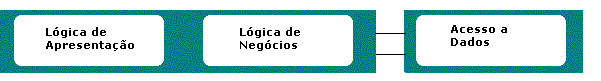 Lógica de
Apresentação
Lógica de
Negócios
Acesso a
Dados